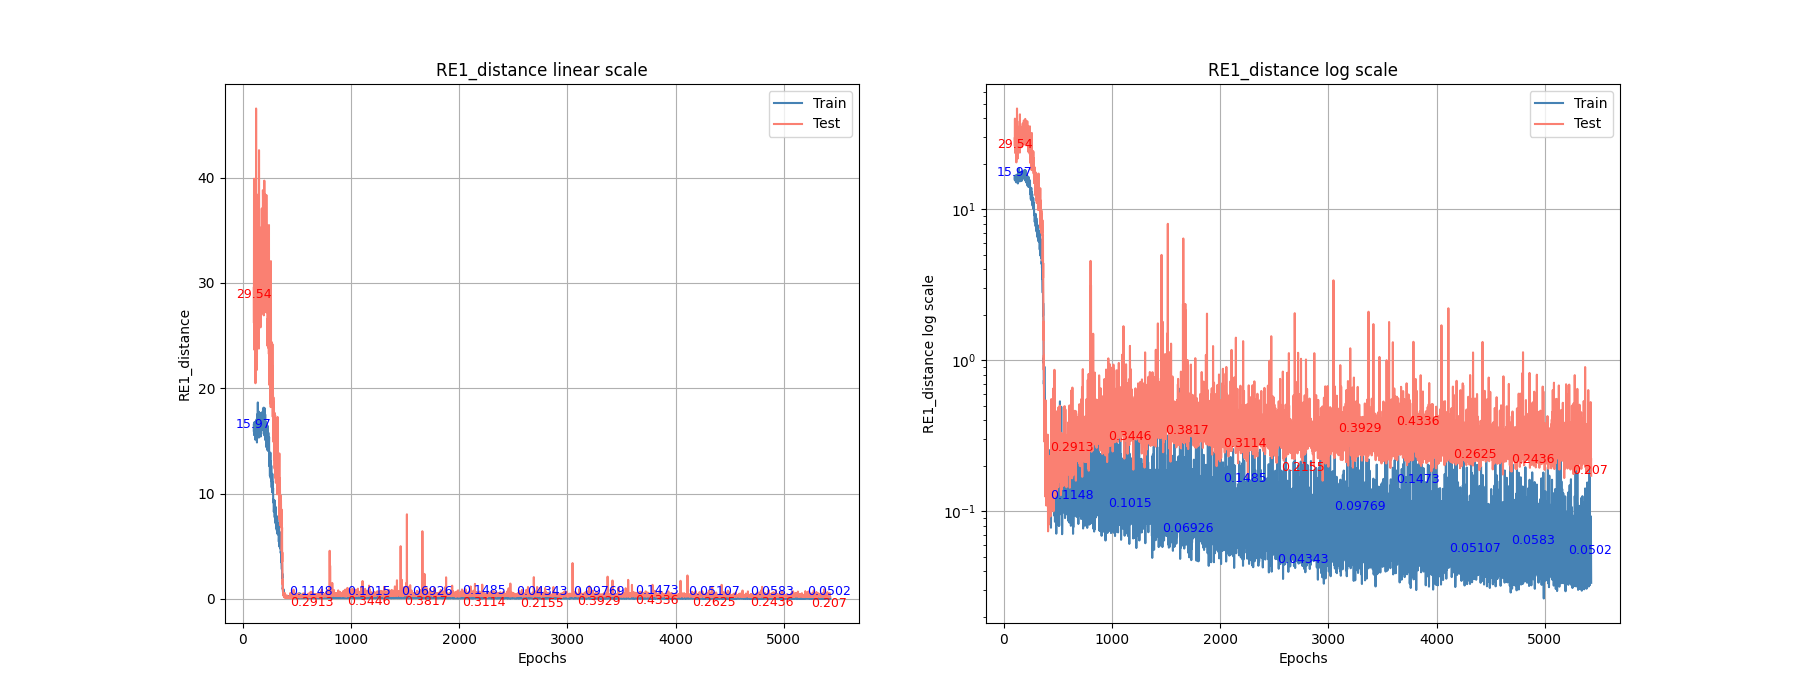 RE1_distance linear scale
RE1_distance
40
30
20
10
0
Train
Test
29.54
15.97
0.1148 0.1015 0.06926 0.1485 0.04343 0.09769 0.1473 0.05107 0.0583 0.0502
0.2913 0.3446 0.3817 0.3114 0.2155 0.3929 0.4336 0.2625 0.2436 0.207
0 1000 2000 3000 4000 5000
Epochs
RE1_distance log scale
RE1_distance log scale
10¹
10⁰
10⁻¹
Train
Test
29.54
15.97
0.2913 0.3446 0.3817 0.3114 0.2155 0.3929 0.4336 0.2625 0.2436 0.207
0.1148 0.1015 0.06926 0.1485 0.04343 0.09769 0.1473 0.05107 0.0583 0.0502
0 1000 2000 3000 4000 5000
Epochs